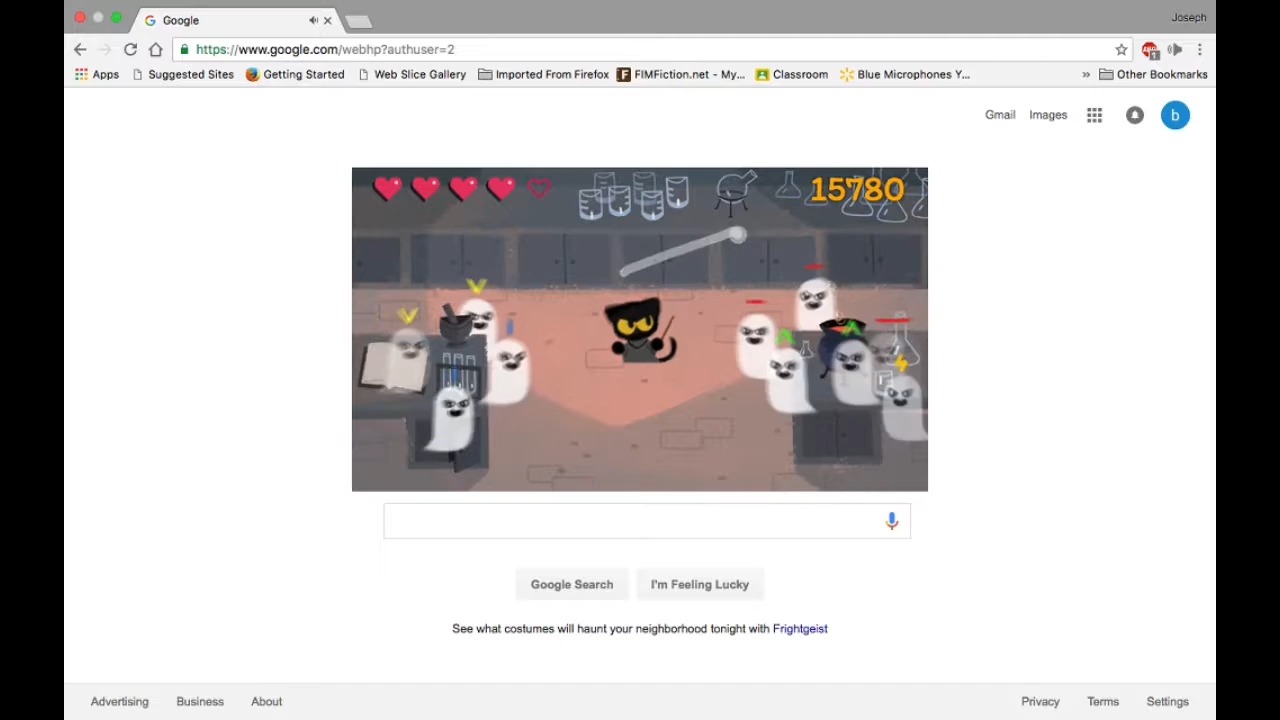 Google
Joseph
https://www.google.com/webhp?authuser=2
Apps Suggested Sites Getting Started Web Slice Gallery Imported From Firefox FIMFiction.net - My... Classroom Blue Microphones Y... » Other Bookmarks
Gmail Images b
15780
Google Search I'm Feeling Lucky
See what costumes will haunt your neighborhood tonight with Frightgeist
Advertising Business About Privacy Terms Settings